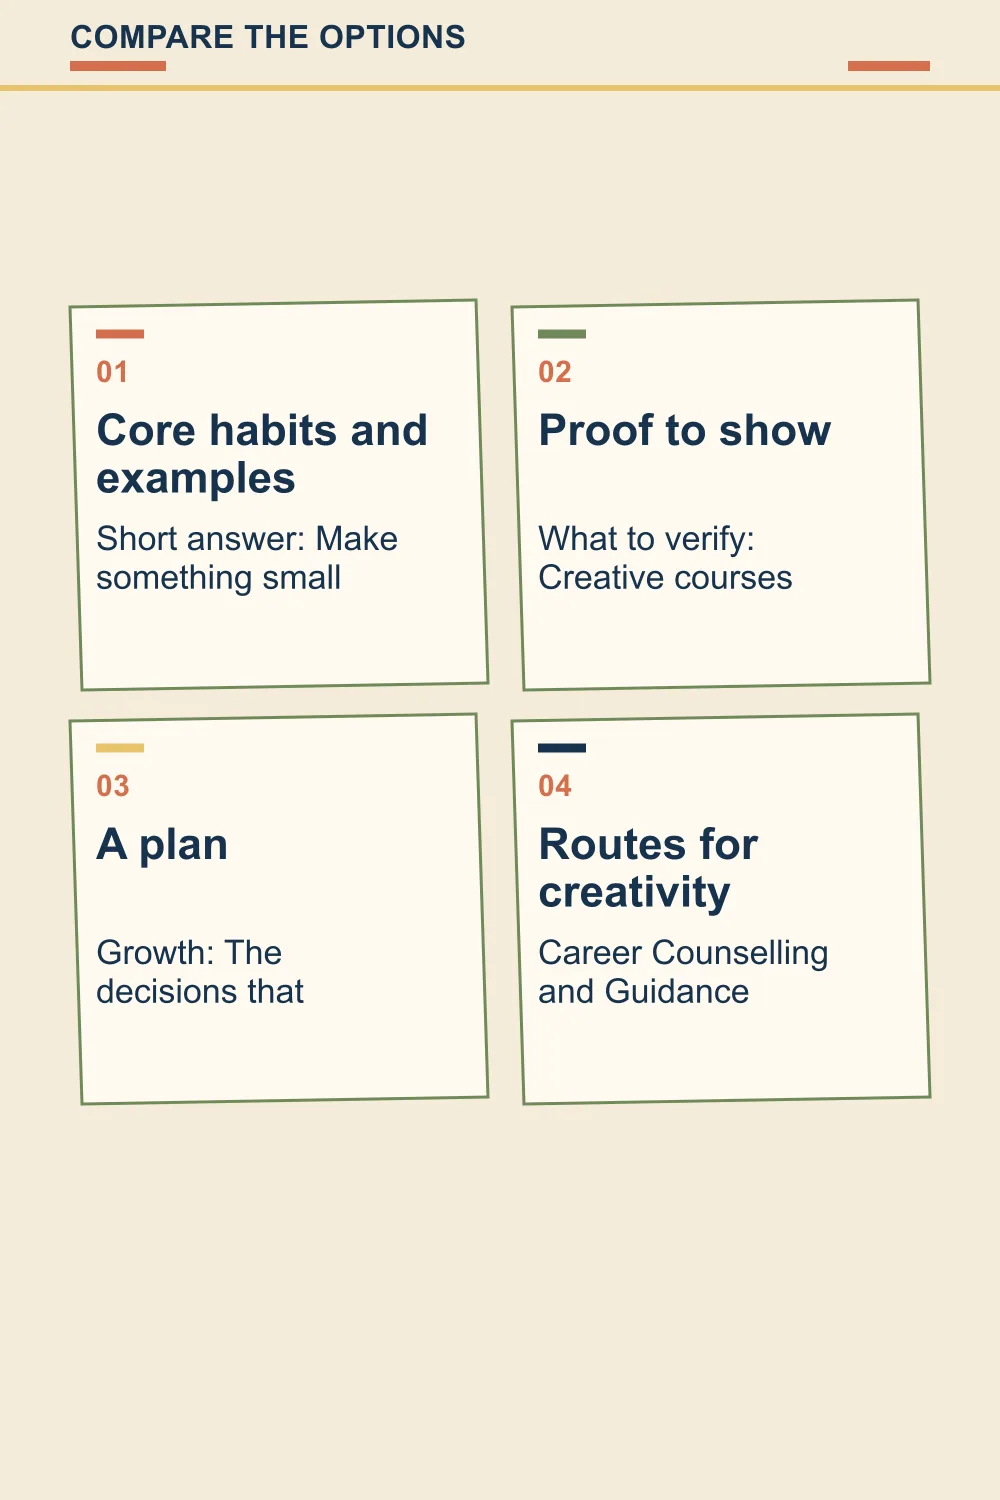 COMPARE THE OPTIONS
01
Core habits and
examples
Short answer: Make
something small
02
Proof to show
What to verify:
Creative courses
03
A plan
Growth: The
decisions that
04
Routes for
creativity
Career Counselling
and Guidance